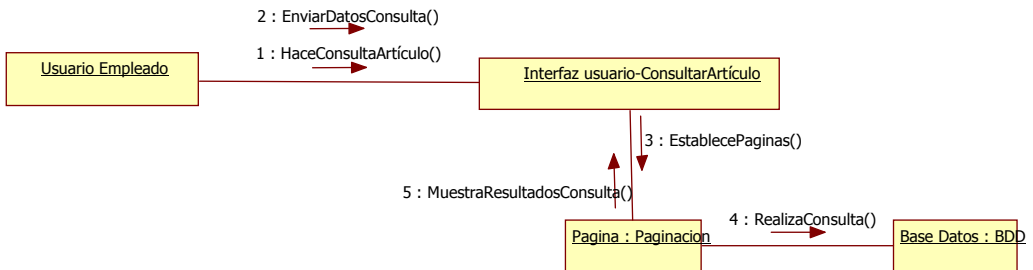 2 : EnviarDatosConsulta()
1 : HaceConsultaArtículo()
Usuario Empleado
Interfaz usuario-ConsultarArtículo
3 : EstablecePaginas()
5 : MuestraResultadosConsulta()
4 : RealizaConsulta()
Pagina : Paginacion
Base Datos : BDD